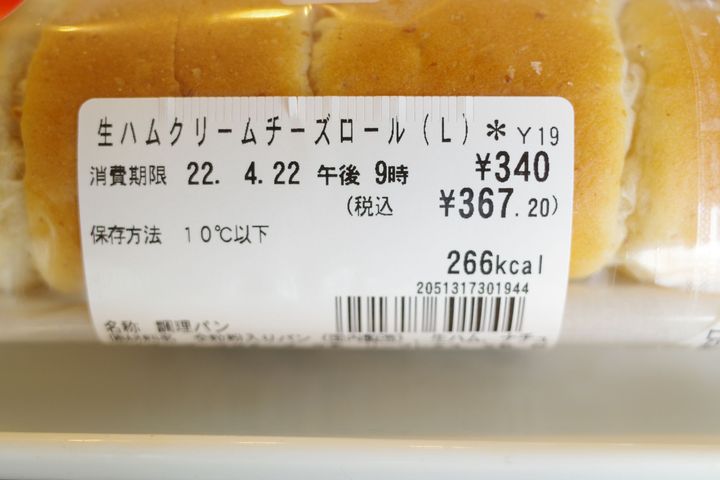 生ハムクリームチーズロール(L)* Y19
消費期限 22. 4.22 午後 9時 ¥340
(税込 ¥367.20)
保存方法 10℃以下
266kcal
2051317301944
名称 調理パン